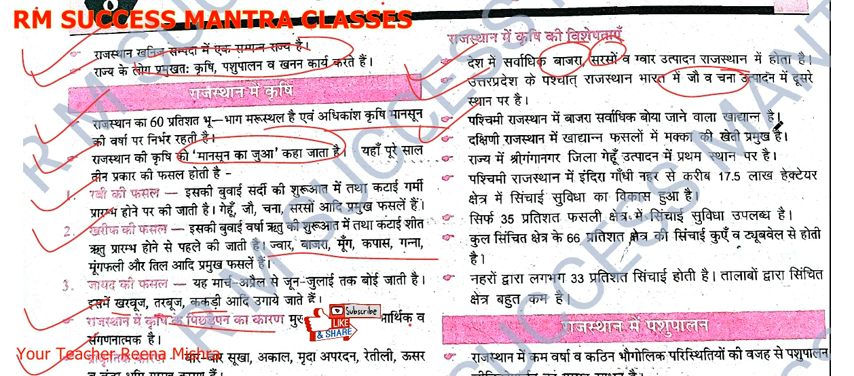 RM SUCCESS MANTRA CLASSES
राजस्थान खनिज सम्पदा में एक सम्पन्न राज्य है।
राज्य के लोग प्रमुखतः कृषि, पशुपालन व खनन कार्य करते हैं।
राजस्थान में कृषि
राजस्थान का 60 प्रतिशत भू–भाग मरूस्थल है एवं अधिकांश कृषि मानसून
की वर्षा पर निर्भर रहती है।
राजस्थान की कृषि को 'मानसून का जुआ' कहा जाता है। यहाँ पूरे साल
तीन प्रकार की फसल होती है –
1. रबी की फसल – इसकी बुवाई सर्दी की शुरूआत में तथा कटाई गर्मी
प्रारम्भ होने पर की जाती है। गेहूँ, जौ, चना, सरसों आदि प्रमुख फसलें हैं।
2. खरीफ की फसल – इसकी बुवाई वर्षा ऋतु की शुरूआत में तथा कटाई शीत
ऋतु प्रारम्भ होने से पहले की जाती है। ज्वार, बाजरा, मूँग, कपास, गन्ना,
मूंगफली और तिल आदि प्रमुख फसलें हैं।
3. जायद की फसल – यह मार्च-अप्रैल से जून-जुलाई तक बोई जाती है।
इसमें खरबूज, तरबूज, ककड़ी आदि उगाये जाते हैं।
राजस्थान में कृषि के पिछड़ेपन का कारण र्थिक व
संगणनात्मक है।
सूखा, अकाल, मृदा अपरदन, रेतीली, ऊसर
Subscribe
LIKE
& SHARE
Your Teacher Reena Mishra
राजस्थान में कृषि की विशेषताएँ
देश में सर्वाधिक बाजरा, सरसों व ग्वार उत्पादन राजस्थान में होता है।
उत्तरप्रदेश के पश्चात् राजस्थान भारत में जौ व चना उत्पादन में दूसरे
स्थान पर है।
पश्चिमी राजस्थान में बाजरा सर्वाधिक बोया जाने वाला खाद्यान्न है।
दक्षिणी राजस्थान में खाद्यान्न फसलों में मक्का की खेती प्रमुख है।
राज्य में श्रीगंगानगर जिला गेहूँ उत्पादन में प्रथम स्थान पर है।
पश्चिमी राजस्थान में इंदिरा गाँधी नहर से करीब 17.5 लाख हेक्टेयर
क्षेत्र में सिंचाई सुविधा का विकास हुआ है।
सिर्फ 35 प्रतिशत फसली क्षेत्र में सिंचाई सुविधा उपलब्ध है।
कुल सिंचित क्षेत्र के 66 प्रतिशत क्षेत्र की सिंचाई कुएँ व ट्यूबवेल से होती
है।
नहरों द्वारा लगभग 33 प्रतिशत सिंचाई होती है। तालाबों द्वारा सिंचित
क्षेत्र बहुत कम है।
राजस्थान में पशुपालन
राजस्थान में कम वर्षा व कठिन भौगोलिक परिस्थितियों की वजह से पशुपालन